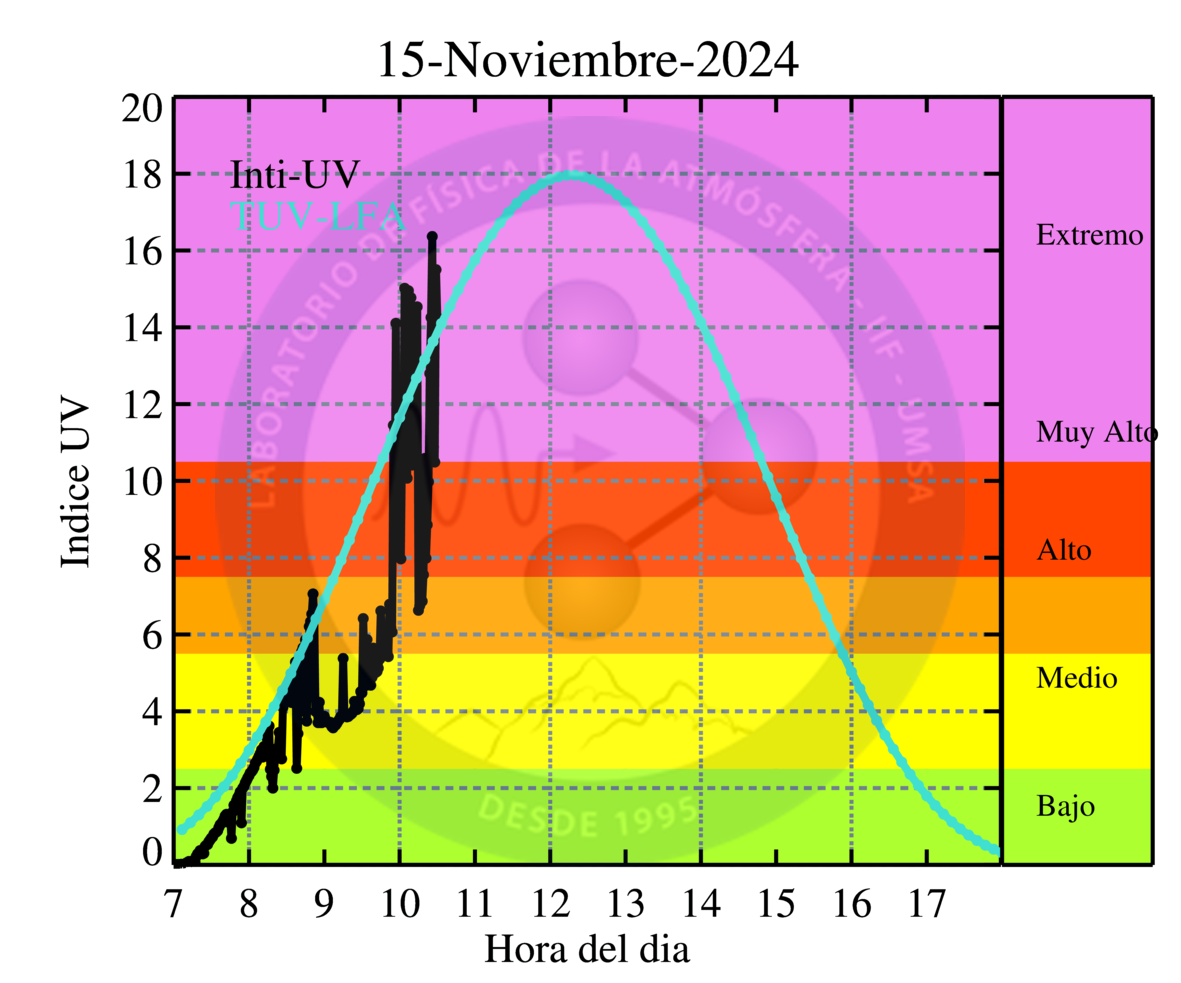 15-Noviembre-2024
20
18
16
14
12
10
8
6
4
2
0
Indice UV
Inti-UV
TUV-LFA
LABORATORIO DE FÍSICA DE LA ATMÓSFERA - IIF - UMSA
DESDE 1995
Extremo
Muy Alto
Alto
Medio
Bajo
7 8 9 10 11 12 13 14 15 16 17
Hora del dia